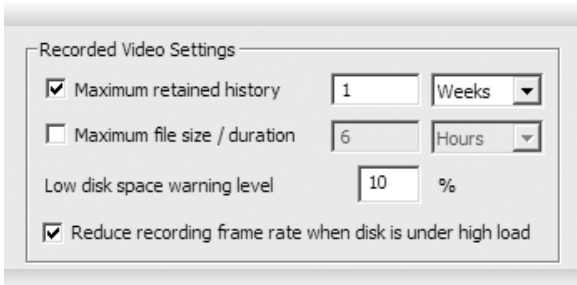 Recorded Video Settings
Maximum retained history 1 Weeks
Maximum file size / duration 6 Hours
Low disk space warning level 10 %
Reduce recording frame rate when disk is under high load